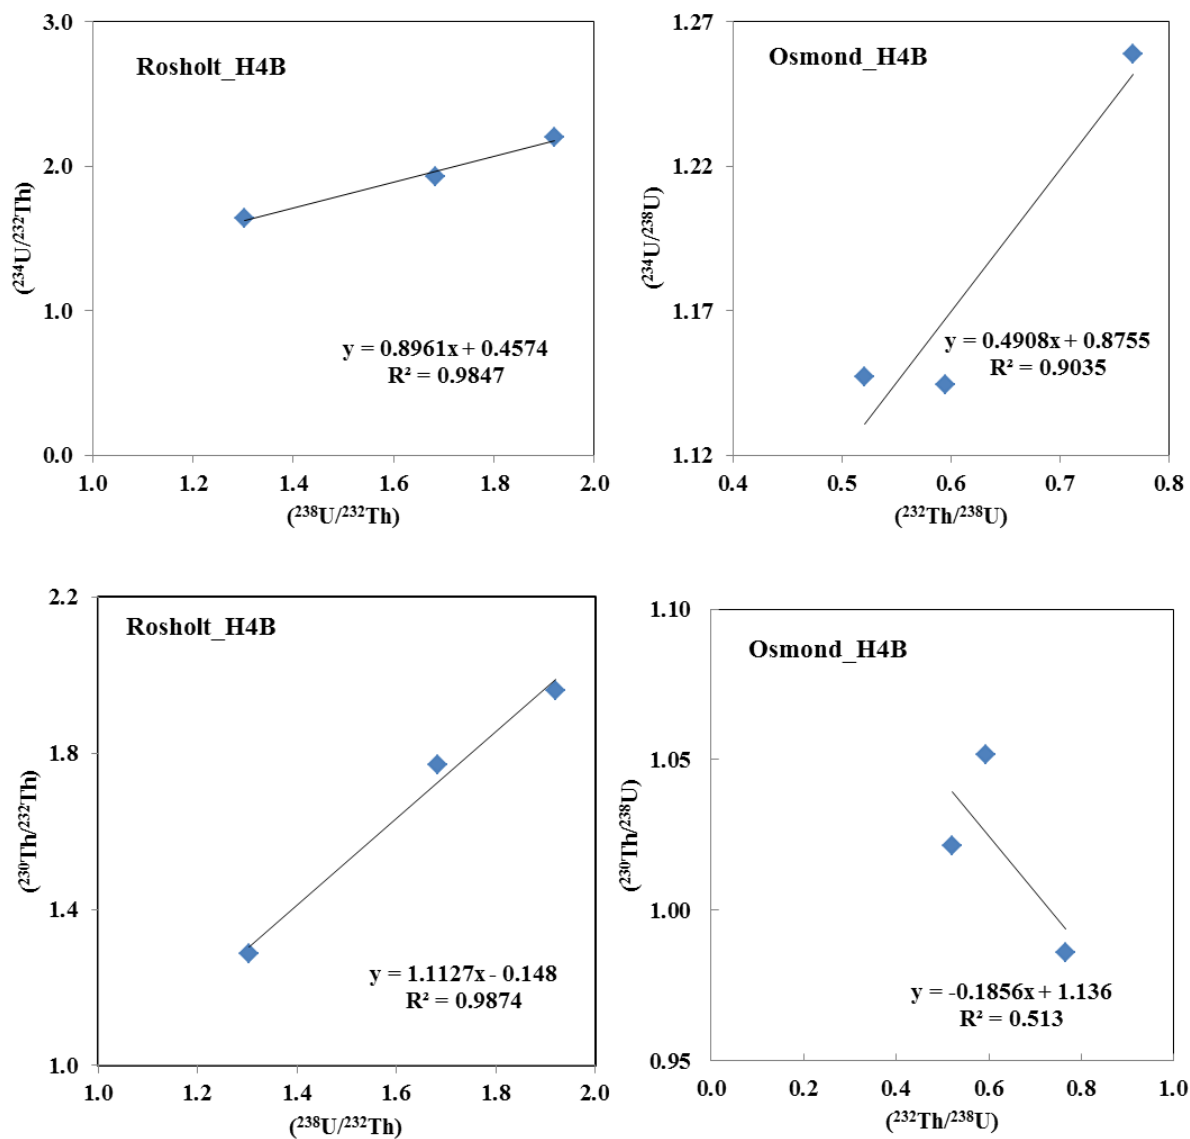 Rosholt_H4B
3.0
2.0
1.0
0.0
(²³⁴U/²³²Th)
y = 0.8961x + 0.4574
R² = 0.9847
1.0 1.2 1.4 1.6 1.8 2.0
(²³⁸U/²³²Th)
Osmond_H4B
1.27
1.22
1.17
1.12
(²³⁴U/²³⁸U)
y = 0.4908x + 0.8755
R² = 0.9035
0.4 0.5 0.6 0.7 0.8
(²³²Th/²³⁸U)
Rosholt_H4B
2.2
1.8
1.4
1.0
(²³⁰Th/²³²Th)
y = 1.1127x - 0.148
R² = 0.9874
1.0 1.2 1.4 1.6 1.8 2.0
(²³⁸U/²³²Th)
Osmond_H4B
1.10
1.05
1.00
0.95
(²³⁰Th/²³⁸U)
y = -0.1856x + 1.136
R² = 0.513
0.0 0.2 0.4 0.6 0.8 1.0
(²³²Th/²³⁸U)